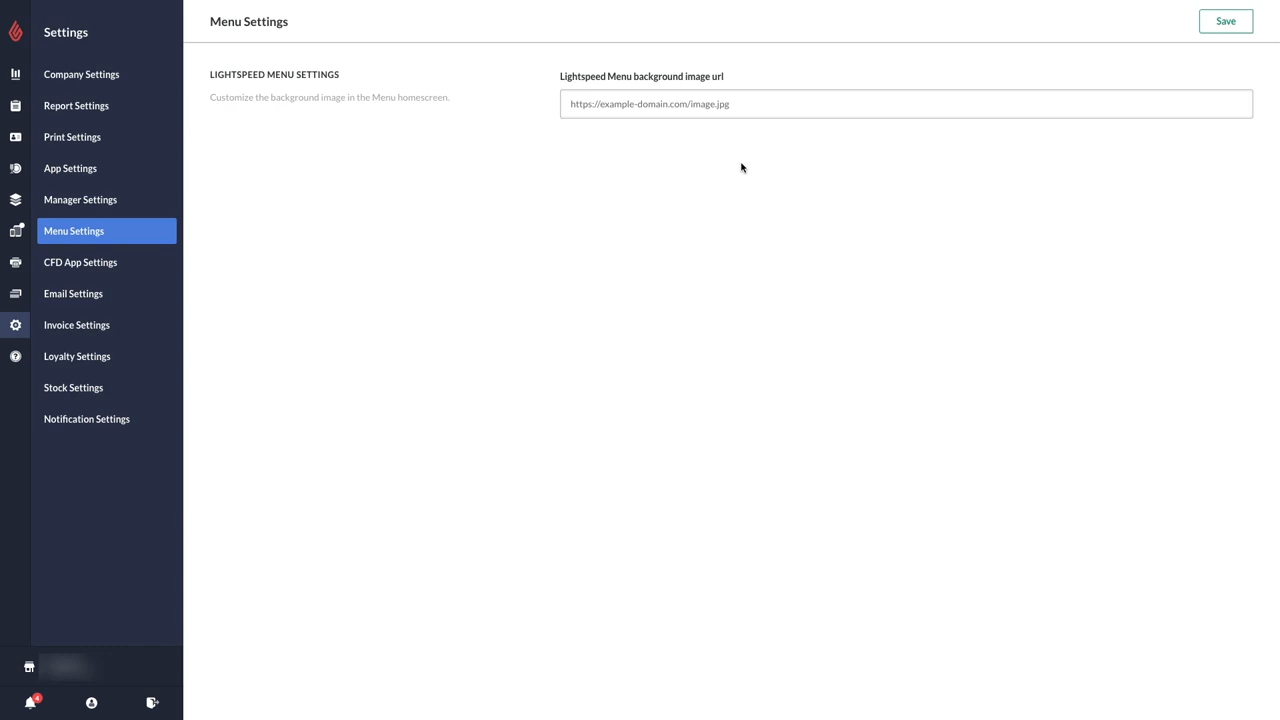 Settings
Company Settings
Report Settings
Print Settings
App Settings
Manager Settings
Menu Settings
CFD App Settings
Email Settings
Invoice Settings
Loyalty Settings
Stock Settings
Notification Settings
4
Menu Settings
Save
LIGHTSPEED MENU SETTINGS
Customize the background image in the Menu homescreen.
Lightspeed Menu background image url
https://example-domain.com/image.jpg